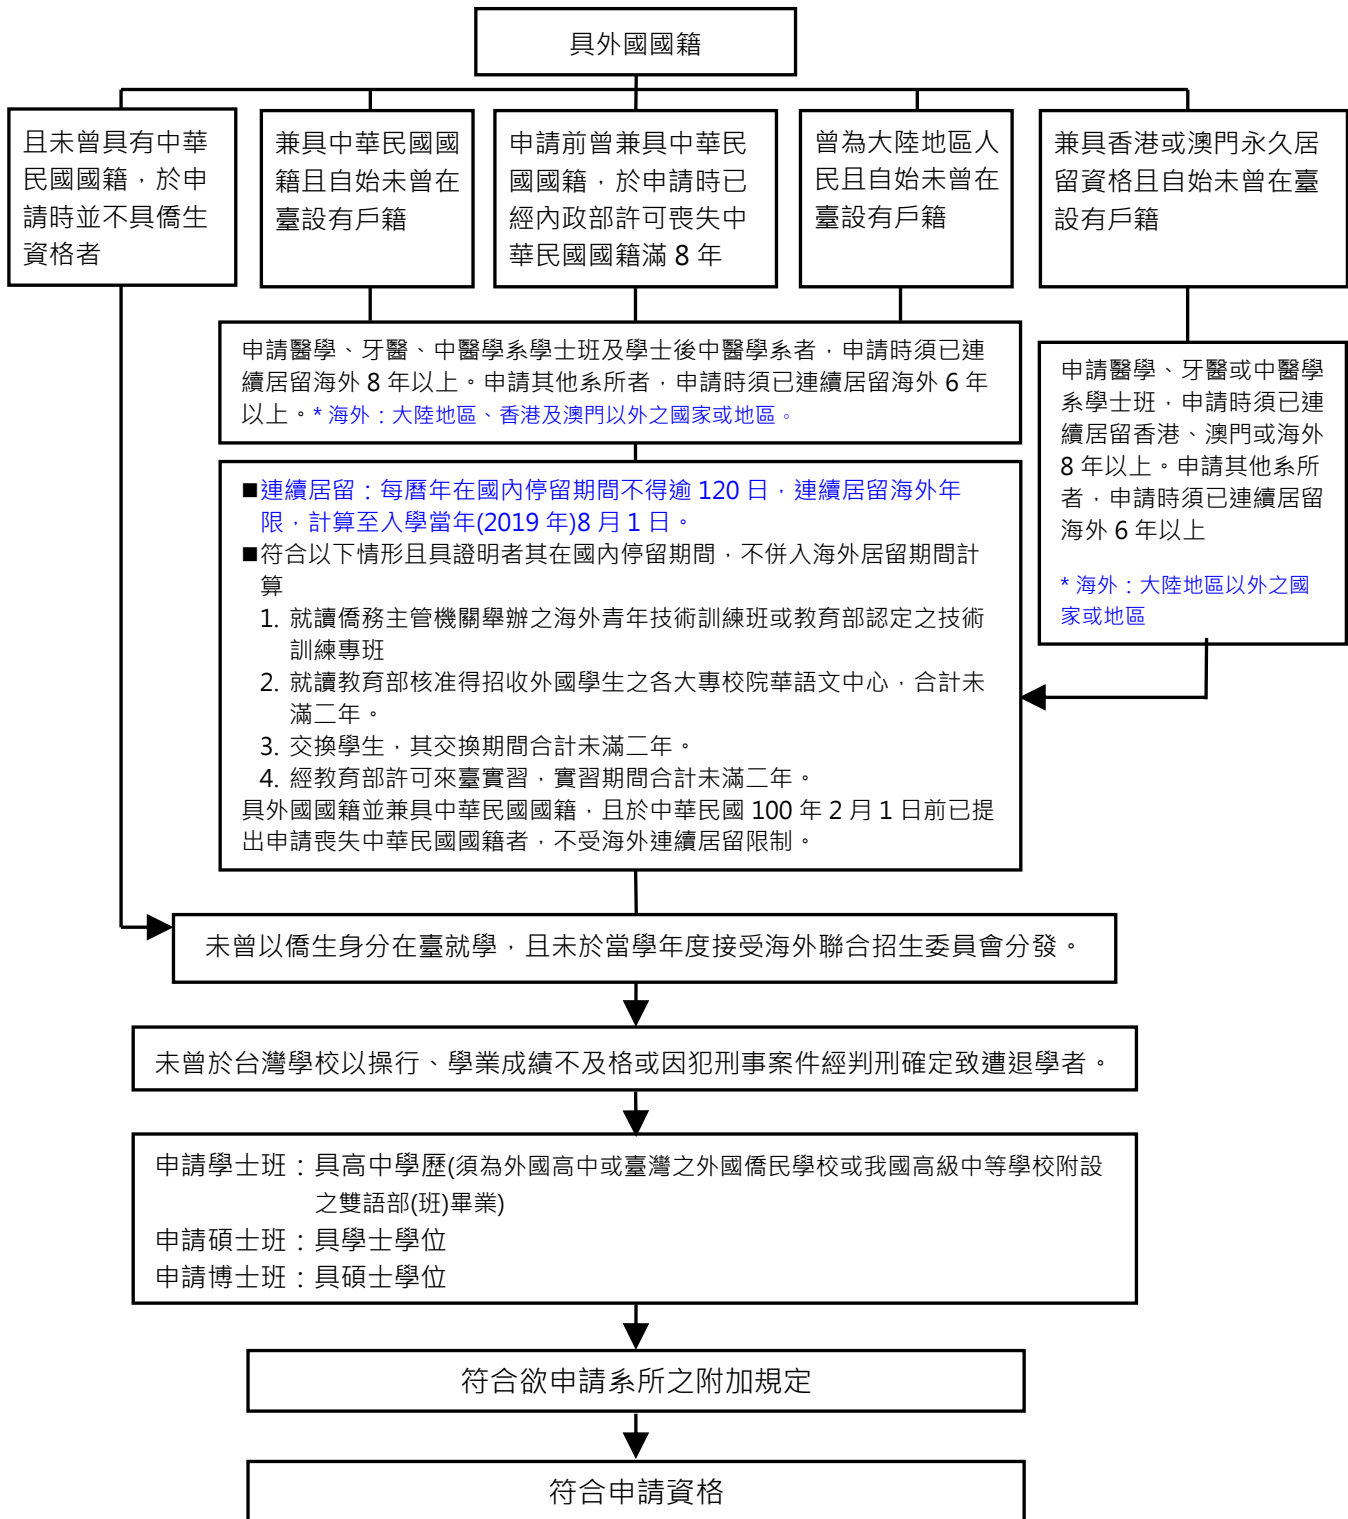 具外國國籍
且未曾具有中華
民國國籍，於申
請時並不具僑生
資格者
兼具中華民國國
籍且自始未曾在
臺設有戶籍
申請前曾兼具中華民
國國籍，於申請時已
經內政部許可喪失中
華民國國籍滿 8 年
曾為大陸地區人
民且自始未曾在
臺設有戶籍
兼具香港或澳門永久居
留資格且自始未曾在臺
設有戶籍
申請醫學、牙醫、中醫學系學士班及學士後中醫學系者，申請時須已連
續居留海外 8 年以上。申請其他系所者，申請時須已連續居留海外 6 年
以上。* 海外：大陸地區、香港及澳門以外之國家或地區。
申請醫學、牙醫或中醫學
系學士班，申請時須已連
續居留香港、澳門或海外
8 年以上。申請其他系所
者，申請時須已連續居留
海外 6 年以上
* 海外：大陸地區以外之國
家或地區
■連續居留：每曆年在國內停留期間不得逾 120 日，連續居留海外年
限，計算至入學當年(2019 年)8 月 1 日。
■符合以下情形且具證明者其在國內停留期間，不併入海外居留期間計
算
1. 就讀僑務主管機關舉辦之海外青年技術訓練班或教育部認定之技術
訓練專班
2. 就讀教育部核准得招收外國學生之各大專校院華語文中心，合計未
滿二年。
3. 交換學生，其交換期間合計未滿二年。
4. 經教育部許可來臺實習，實習期間合計未滿二年。
具外國國籍並兼具中華民國國籍，且於中華民國 100 年 2 月 1 日前已提
出申請喪失中華民國國籍者，不受海外連續居留限制。
未曾以僑生身分在臺就學，且未於當學年度接受海外聯合招生委員會分發。
未曾於台灣學校以操行、學業成績不及格或因犯刑事案件經判刑確定致遭退學者。
申請學士班：具高中學歷(須為外國高中或臺灣之外國僑民學校或我國高級中等學校附設
之雙語部(班)畢業)
申請碩士班：具學士學位
申請博士班：具碩士學位
符合欲申請系所之附加規定
符合申請資格